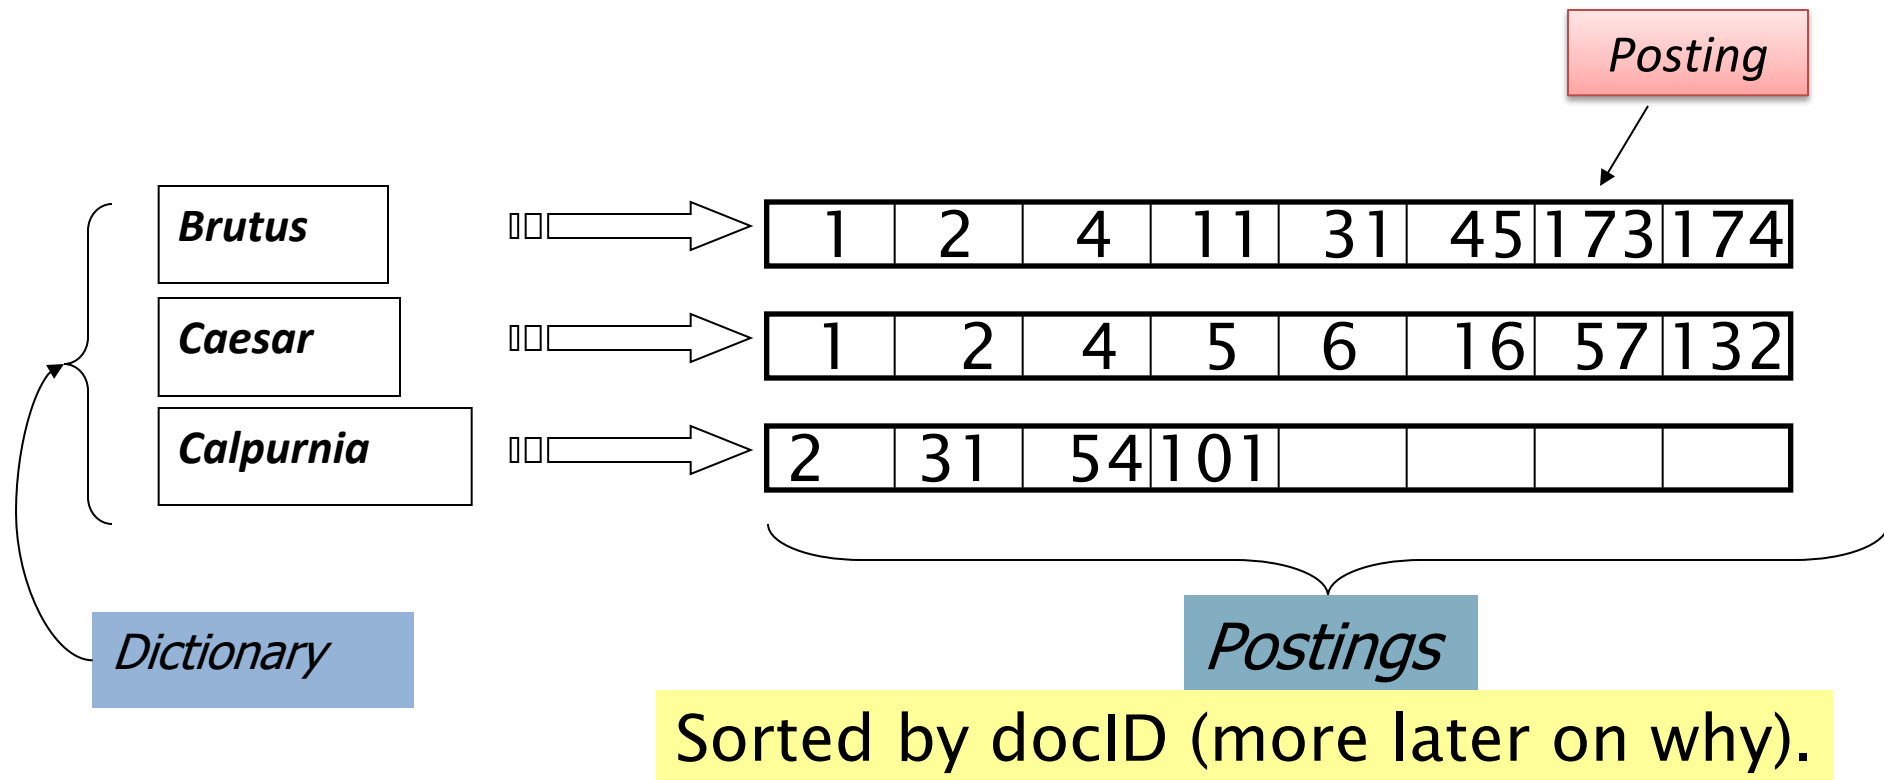 Posting
Brutus 1 2 4 11 31 45 173 174
Caesar 1 2 4 5 6 16 57 132
Calpurnia 2 31 54 101
Dictionary
Postings
Sorted by docID (more later on why).